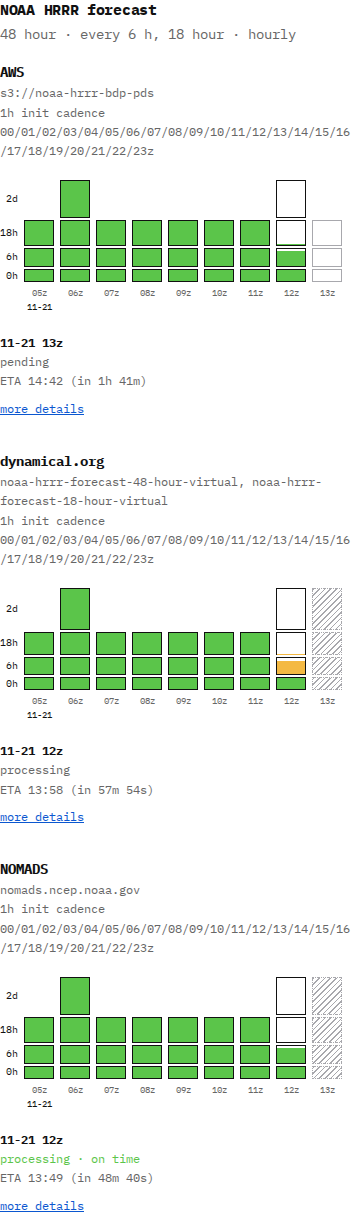 NOAA HRRR forecast
48 hour · every 6 h, 18 hour · hourly
AWS
s3://noaa-hrrr-bdp-pds
1h init cadence
00/01/02/03/04/05/06/07/08/09/10/11/12/13/14/15/16
/17/18/19/20/21/22/23z
2d
18h
6h
0h
05z 06z 07z 08z 09z 10z 11z 12z 13z
11-21
11-21 13z
pending
ETA 14:42 (in 1h 41m)
more details
dynamical.org
noaa-hrrr-forecast-48-hour-virtual, noaa-hrrr-
forecast-18-hour-virtual
1h init cadence
00/01/02/03/04/05/06/07/08/09/10/11/12/13/14/15/16
/17/18/19/20/21/22/23z
2d
18h
6h
0h
05z 06z 07z 08z 09z 10z 11z 12z 13z
11-21
11-21 12z
processing
ETA 13:58 (in 57m 54s)
more details
NOMADS
nomads.ncep.noaa.gov
1h init cadence
00/01/02/03/04/05/06/07/08/09/10/11/12/13/14/15/16
/17/18/19/20/21/22/23z
2d
18h
6h
0h
05z 06z 07z 08z 09z 10z 11z 12z 13z
11-21
11-21 12z
processing · on time
ETA 13:49 (in 48m 40s)
more details